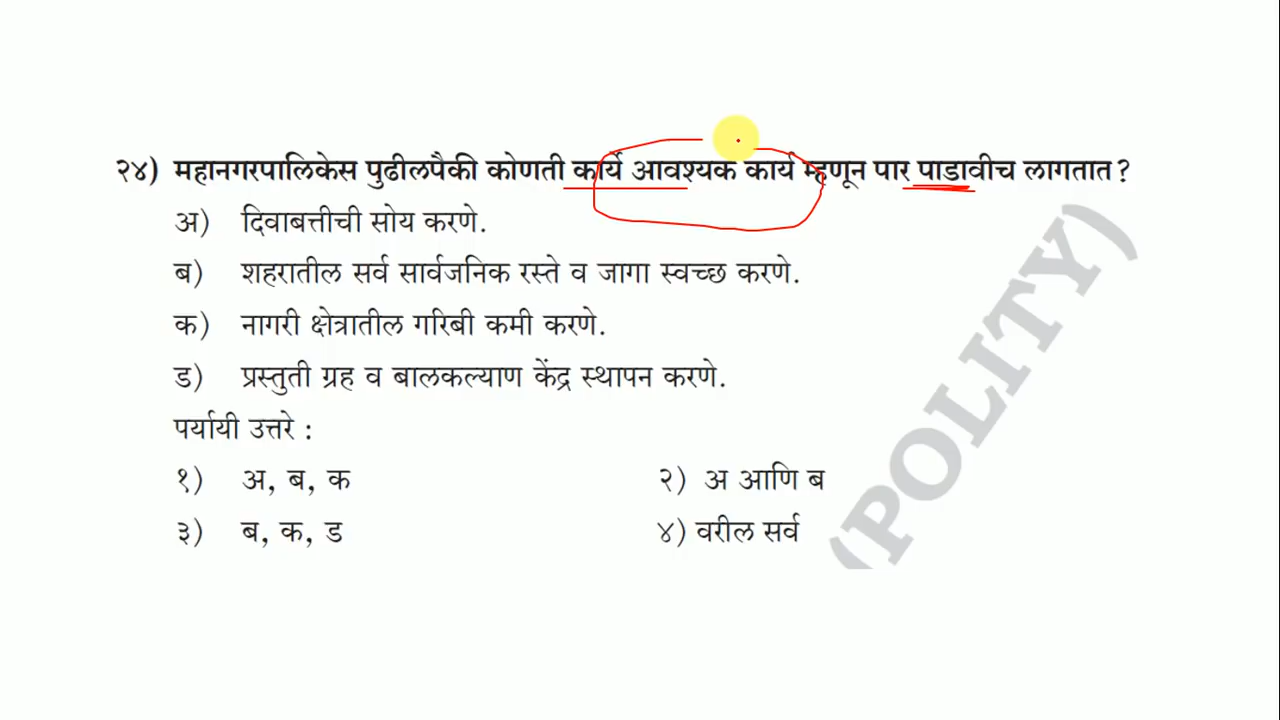 २४) महानगरपालिकेस पुढीलपैकी कोणती कार्ये आवश्यक कार्य म्हणून पार पाडावीच लागतात?
अ) दिवाबत्तीची सोय करणे.
ब) शहरातील सर्व सार्वजनिक रस्ते व जागा स्वच्छ करणे.
क) नागरी क्षेत्रातील गरिबी कमी करणे.
ड) प्रस्तुती ग्रह व बालकल्याण केंद्र स्थापन करणे.
पर्यायी उत्तरे :
१) अ, ब, क २) अ आणि ब
३) ब, क, ड ४) वरील सर्व
(POLITY)